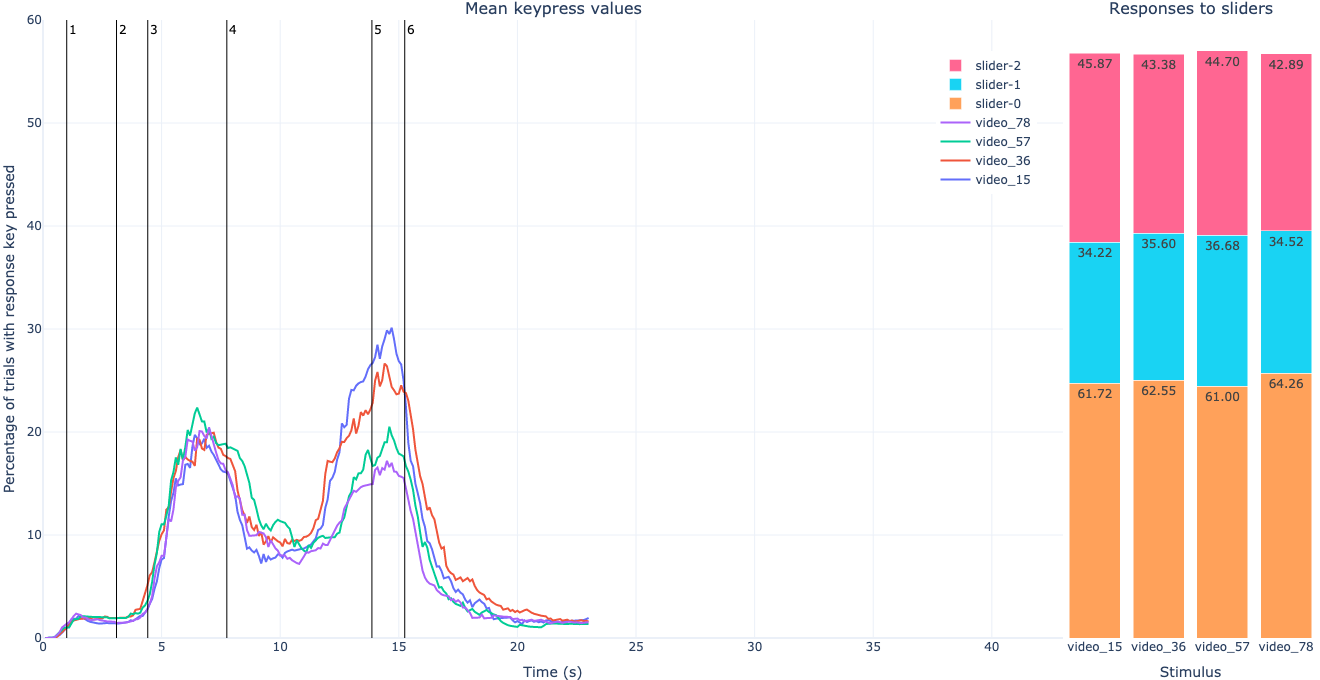 Mean keypress values
Responses to sliders
Percentage of trials with response key pressed
60
50
40
30
20
10
0
1
2
3
4
5
6
slider-2
slider-1
slider-0
video_78
video_57
video_36
video_15
0
5
10
15
20
25
30
35
40
Time (s)
45.87
43.38
44.70
42.89
34.22
35.60
36.68
34.52
61.72
62.55
61.00
64.26
video_15
video_36
video_57
video_78
Stimulus